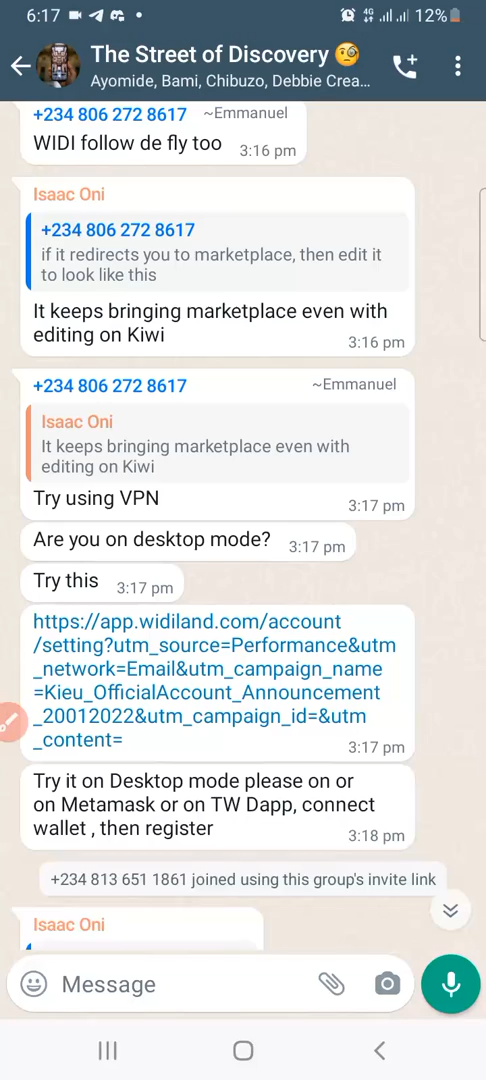 6:17
4G
12%
The Street of Discovery
Ayomide, Bami, Chibuzo, Debbie Crea...
+234 806 272 8617 ~Emmanuel
WIDI follow de fly too 3:16 pm
Isaac Oni
+234 806 272 8617
if it redirects you to marketplace, then edit it
to look like this
It keeps bringing marketplace even with
editing on Kiwi
3:16 pm
+234 806 272 8617 ~Emmanuel
Isaac Oni
It keeps bringing marketplace even with
editing on Kiwi
Try using VPN
3:17 pm
Are you on desktop mode? 3:17 pm
Try this 3:17 pm
https://app.widiland.com/account
/setting?utm_source=Performance&utm
_network=Email&utm_campaign_name
=Kieu_OfficialAccount_Announcement
_20012022&utm_campaign_id=&utm
_content=
3:17 pm
Try it on Desktop mode please on or
on Metamask or on TW Dapp, connect
wallet , then register
3:18 pm
+234 813 651 1861 joined using this group's invite link
Isaac Oni
Message